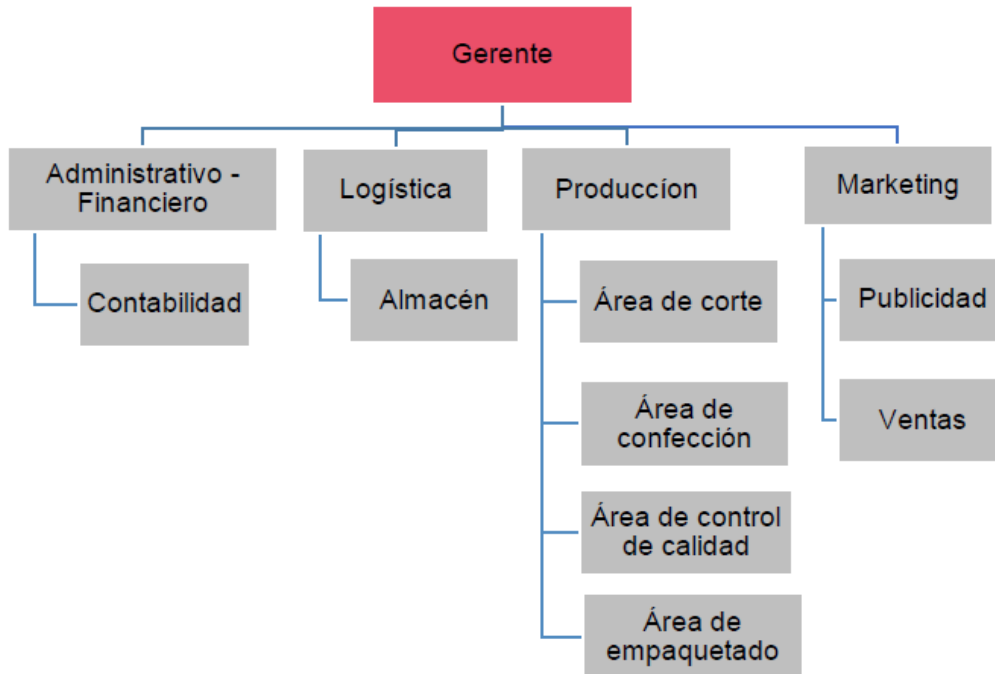 Gerente
Administrativo -
Financiero
Logística
Produccíon
Marketing
Contabilidad
Almacén
Área de corte
Publicidad
Área de
confección
Ventas
Área de control
de calidad
Área de
empaquetado